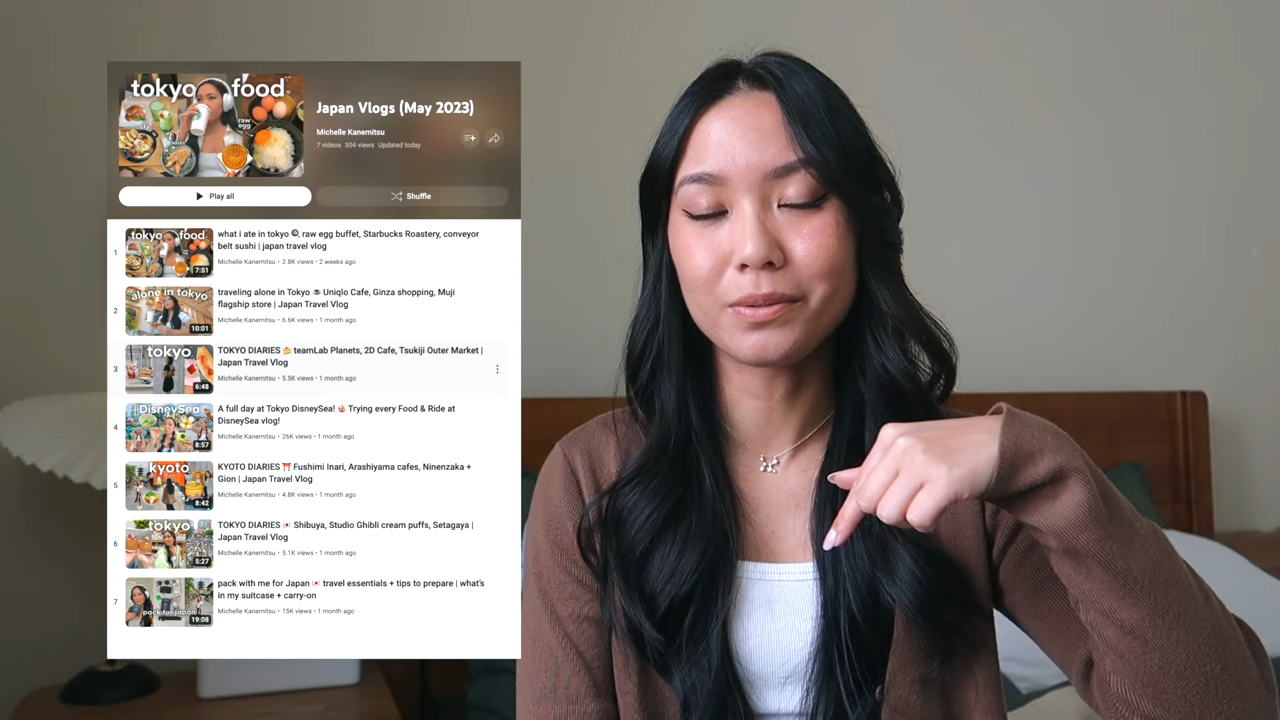 tokyo food
raw
egg
Japan Vlogs (May 2023)
Michelle Kanemitsu
7 videos 304 views Updated today
Play all
Shuffle
1
tokyo food
7:51
what i ate in tokyo 🥘 raw egg buffet, Starbucks Roastery, conveyor
belt sushi | japan travel vlog
Michelle Kanemitsu • 2.8K views • 2 weeks ago
2
alone in tokyo
10:01
traveling alone in Tokyo ☕ Uniqlo Cafe, Ginza shopping, Muji
flagship store | Japan Travel Vlog
Michelle Kanemitsu • 6.6K views • 1 month ago
3
tokyo
6:48
TOKYO DIARIES 🍰 teamLab Planets, 2D Cafe, Tsukiji Outer Market |
Japan Travel Vlog
Michelle Kanemitsu • 5.5K views • 1 month ago
4
DisneySea
8:57
A full day at Tokyo DisneySea! 🌋 Trying every Food & Ride at
DisneySea vlog!
Michelle Kanemitsu • 26K views • 1 month ago
5
kyoto
8:42
KYOTO DIARIES ⛩️ Fushimi Inari, Arashiyama cafes, Ninenzaka +
Gion | Japan Travel Vlog
Michelle Kanemitsu • 4.8K views • 1 month ago
6
tokyo
5:27
TOKYO DIARIES 🇯🇵 Shibuya, Studio Ghibli cream puffs, Setagaya |
Japan Travel Vlog
Michelle Kanemitsu • 5.1K views • 1 month ago
7
pack for japan
19:08
pack with me for Japan 🇯🇵 travel essentials + tips to prepare | what's
in my suitcase + carry-on
Michelle Kanemitsu • 15K views • 1 month ago